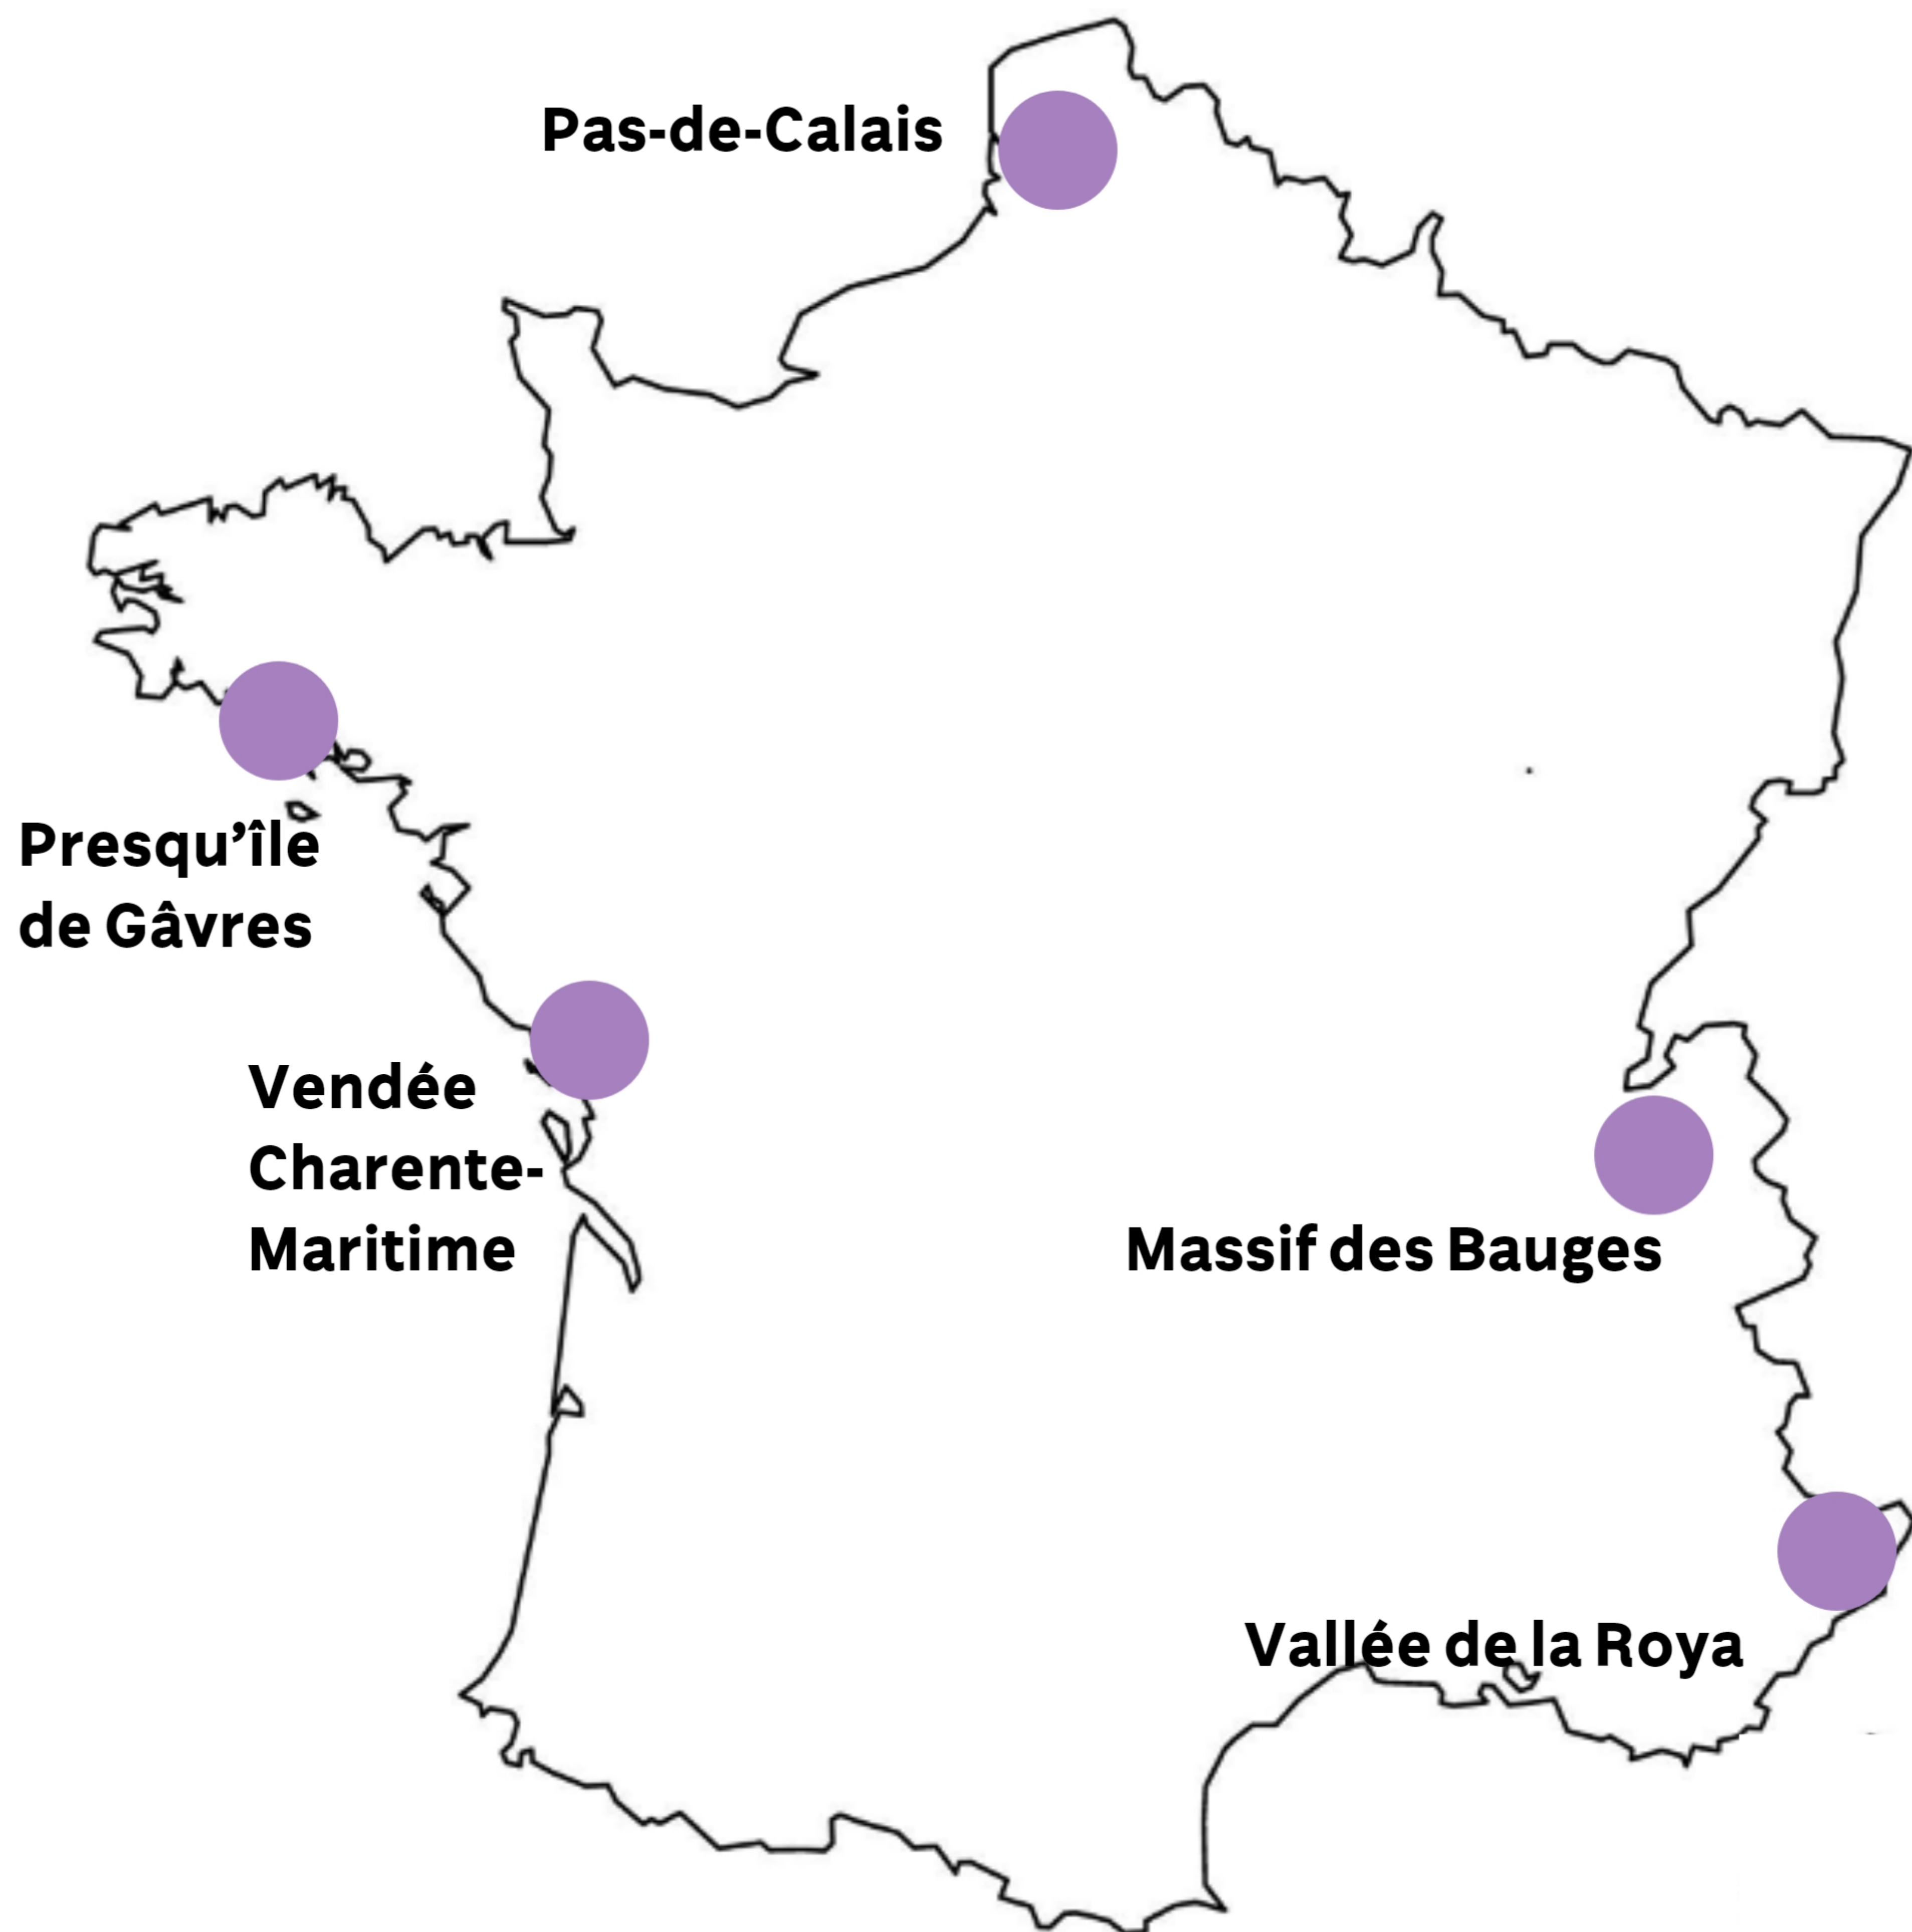 Pas-de-Calais
Presqu’île
de Gâvres
Vendée
Charente-
Maritime
Massif des Bauges
Vallée de la Roya